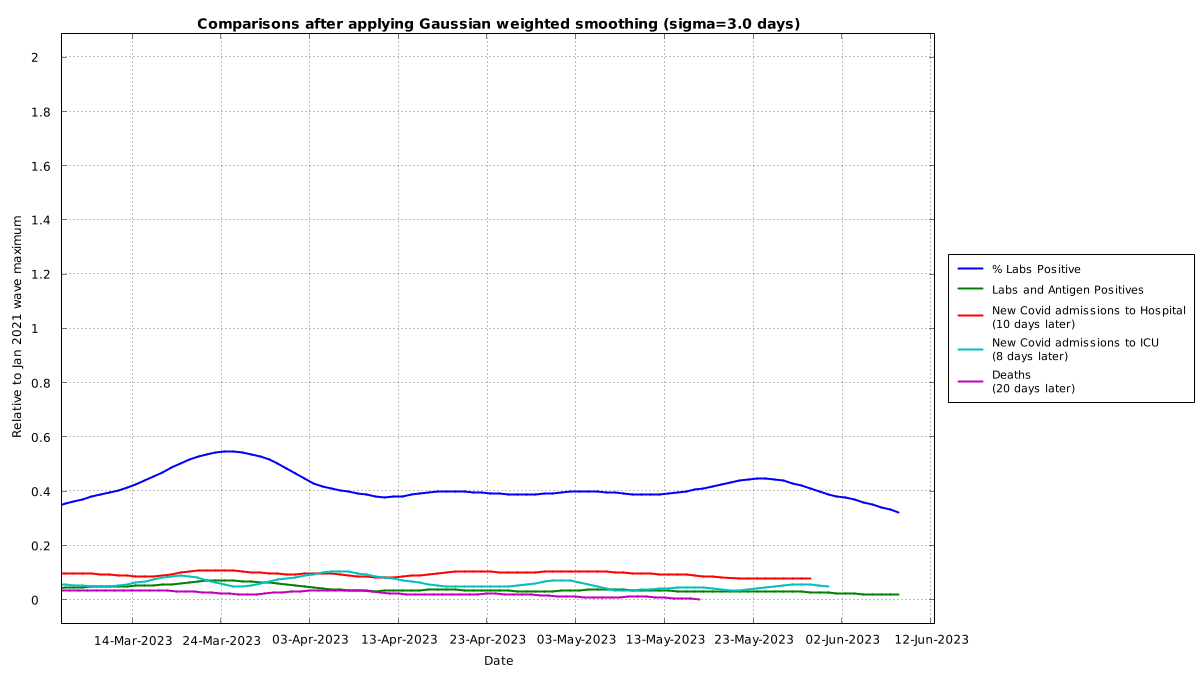 Comparisons after applying Gaussian weighted smoothing (sigma=3.0 days)
Relative to Jan 2021 wave maximum
2
1.8
1.6
1.4
1.2
1
0.8
0.6
0.4
0.2
0
14-Mar-2023 24-Mar-2023 03-Apr-2023 13-Apr-2023 23-Apr-2023 03-May-2023 13-May-2023 23-May-2023 02-Jun-2023 12-Jun-2023
Date
% Labs Positive
Labs and Antigen Positives
New Covid admissions to Hospital
(10 days later)
New Covid admissions to ICU
(8 days later)
Deaths
(20 days later)